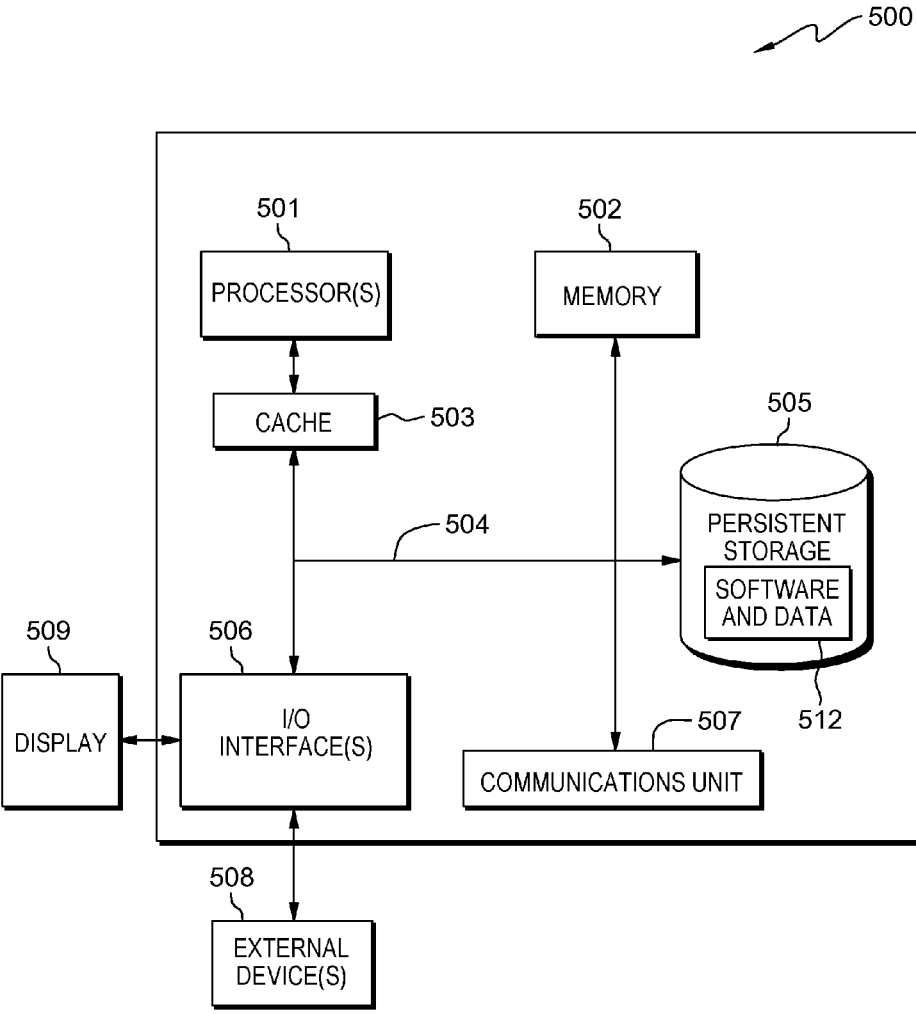 500
501
502
PROCESSOR(S)
MEMORY
CACHE
503
505
504
PERSISTENT
STORAGE
SOFTWARE
AND DATA
509
506
512
507
DISPLAY
I/O
INTERFACE(S)
COMMUNICATIONS UNIT
508
EXTERNAL
DEVICE(S)